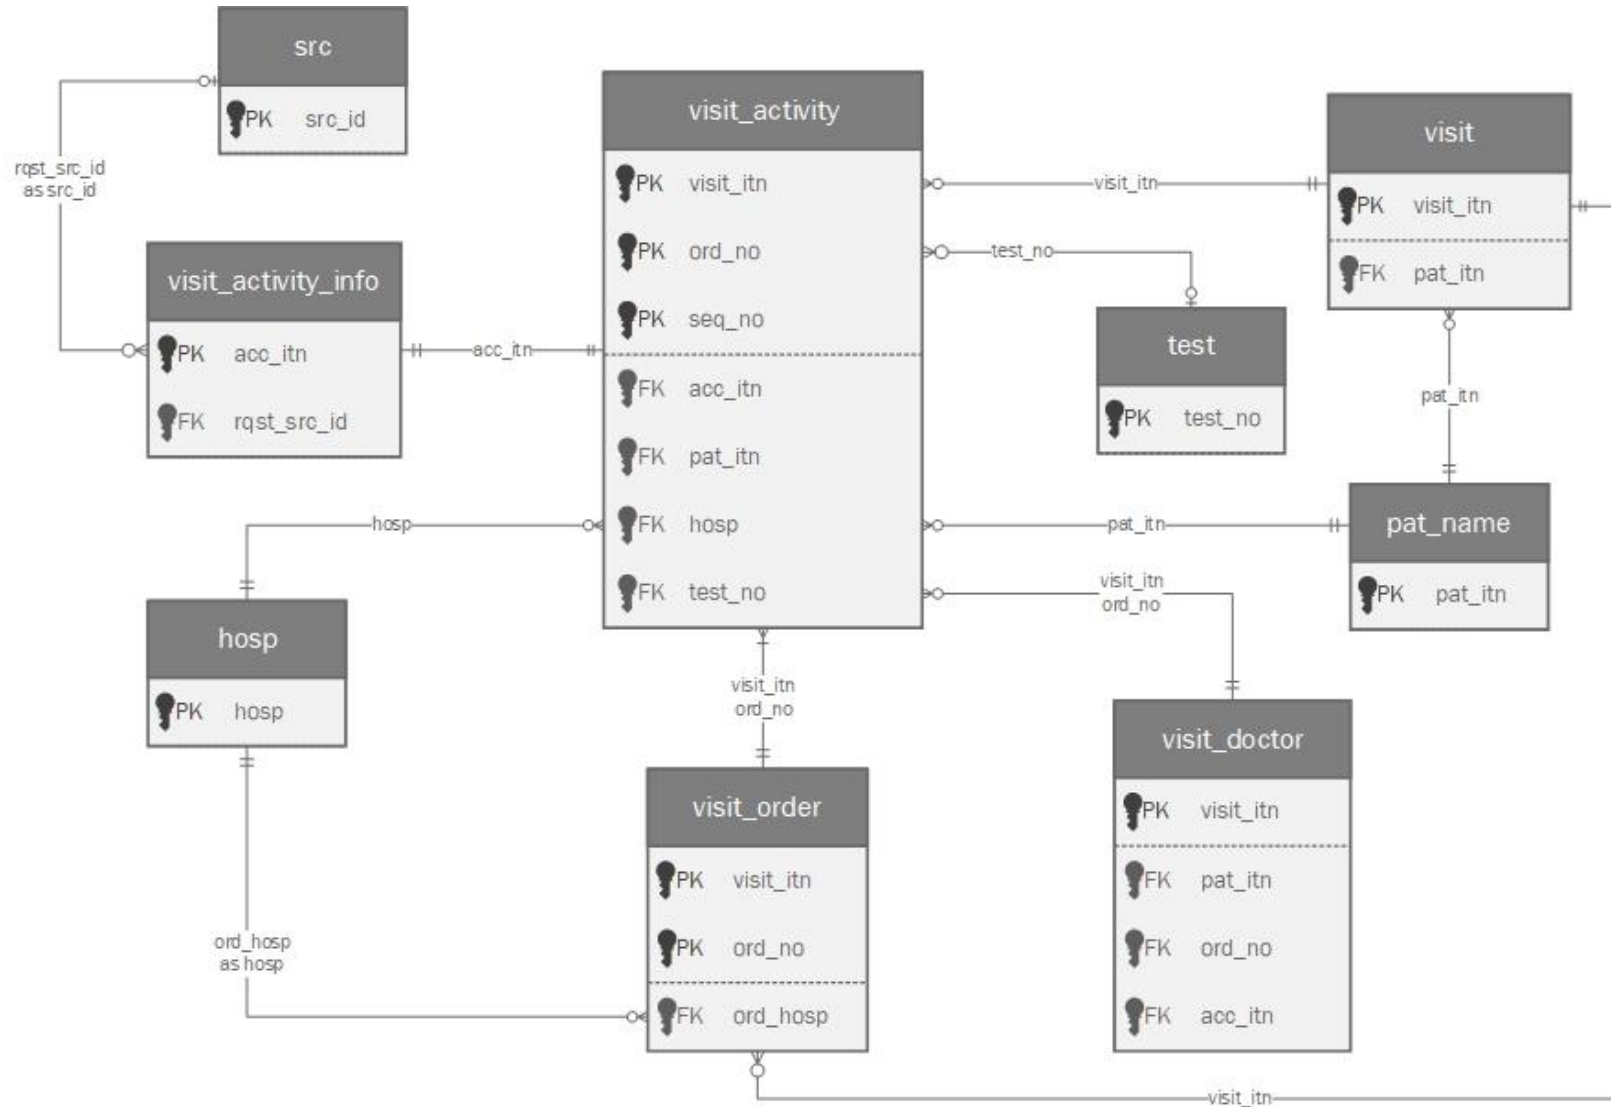 src
PK src_id
rqst_src_id
as src_id
visit_activity_info
PK acc_itn
FK rqst_src_id
acc_itn
visit_activity
PK visit_itn
PK ord_no
PK seq_no
FK acc_itn
FK pat_itn
FK hosp
FK test_no
visit_itn
test_no
visit
PK visit_itn
FK pat_itn
test
PK test_no
pat_itn
pat_itn
pat_name
PK pat_itn
hosp
hosp
PK hosp
visit_itn
ord_no
visit_itn
ord_no
visit_order
PK visit_itn
PK ord_no
FK ord_hosp
visit_doctor
PK visit_itn
FK pat_itn
FK ord_no
FK acc_itn
ord_hosp
as hosp
visit_itn